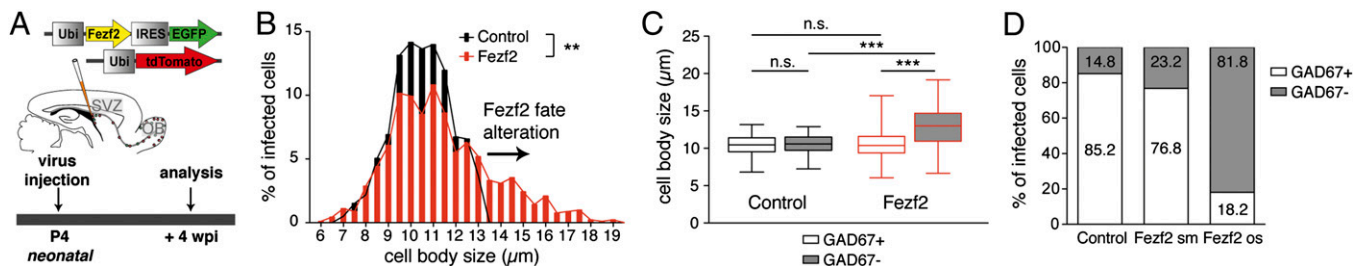 A
Ubi Fezf2 IRES EGFP
Ubi tdTomato
SVZ
OB
virus
injection
analysis
P4
neonatal
+ 4 wpi
B
% of infected cells
15
10
5
0
Control
Fezf2
**
Fezf2 fate
alteration
6 7 8 9 10 11 12 13 14 15 16 17 18 19
cell body size (µm)
C
cell body size (µm)
25
20
15
10
5
0
n.s.
***
n.s.
***
Control Fezf2
GAD67+
GAD67-
D
% of infected cells
100
80
60
40
20
0
14.8 23.2 81.8
85.2 76.8 18.2
Control Fezf2 sm Fezf2 os
GAD67+
GAD67-